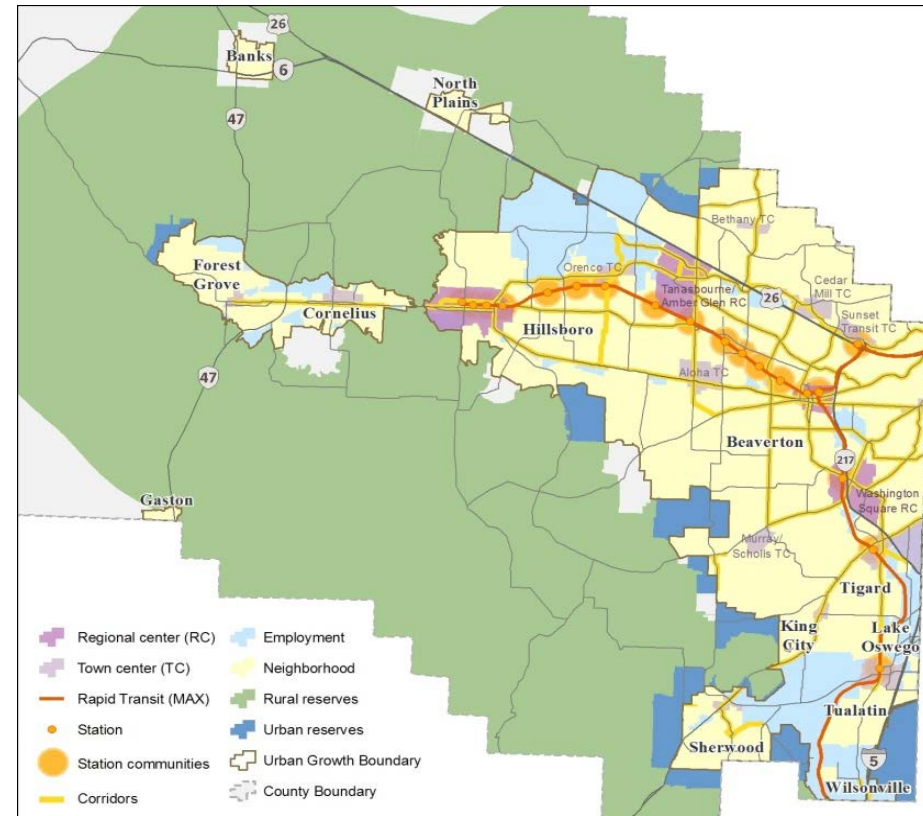 26
Banks
6
North
Plains
47
Bethany TC
Forest
Grove
Orenco TC
Cedar
Mill TC
Tanasbourne/
Amber Glen RC
26
Sunset
Transit TC
Cornelius
Hillsboro
47
Aloha TC
Beaverton
217
Gaston
Washington
Square RC
Murray/
Scholls TC
Tigard
King
City
Lake
Oswego
Tualatin
Sherwood
5
Wilsonville
Regional center (RC)
Town center (TC)
Rapid Transit (MAX)
Station
Station communities
Corridors
Employment
Neighborhood
Rural reserves
Urban reserves
Urban Growth Boundary
County Boundary